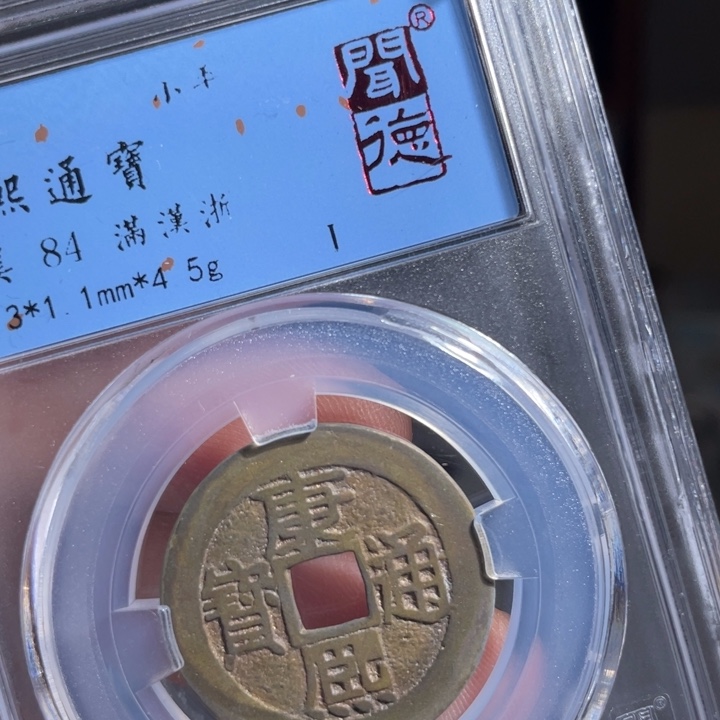 小平
聞德®
熙通寶
美 84 滿漢浙
3*1.1mm*4 5g
康熙通寶